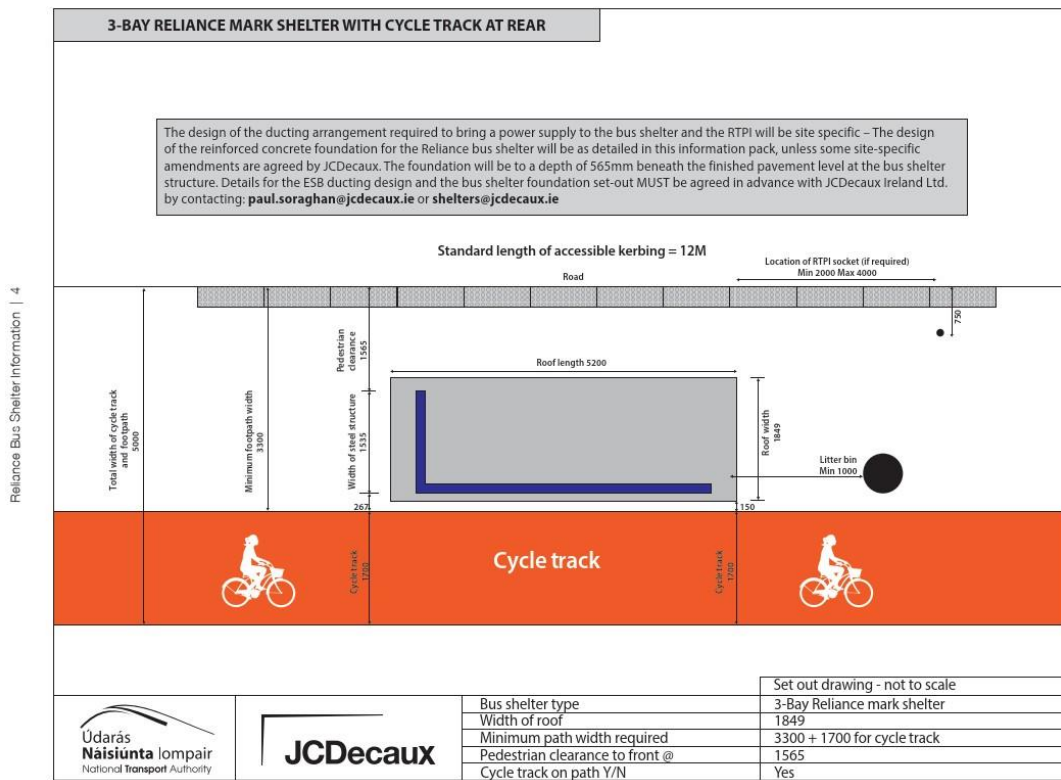 3-BAY RELIANCE MARK SHELTER WITH CYCLE TRACK AT REAR
The design of the ducting arrangement required to bring a power supply to the bus shelter and the RTPI will be site specific – The design
of the reinforced concrete foundation for the Reliance bus shelter will be as detailed in this information pack, unless some site-specific
amendments are agreed by JCDecaux. The foundation will be to a depth of 565mm beneath the finished pavement level at the bus shelter
structure. Details for the ESB ducting design and the bus shelter foundation set-out MUST be agreed in advance with JCDecaux Ireland Ltd.
by contacting: paul.soraghan@jcdecaux.ie or shelters@jcdecaux.ie
Standard length of accessible kerbing = 12M
Location of RTPI socket (if required)
Min 2000 Max 4000
Road
750
Pedestrian
clearance
1565
Roof length 5200
Reliance Bus Shelter Information | 4
Total width of cycle track
and footpath
5000
Minimum footpath width
3300
Width of steel structure
1535
Roof width
1849
Litter bin
Min 1000
267
150
Cycle track
1700
Cycle track
Cycle track
1700
Set out drawing - not to scale
Bus shelter type
3-Bay Reliance mark shelter
Width of roof
1849
Minimum path width required
3300 + 1700 for cycle track
Pedestrian clearance to front @
1565
Cycle track on path Y/N
Yes
Údarás
Náisiúnta Iompair
National Transport Authority
JCDecaux